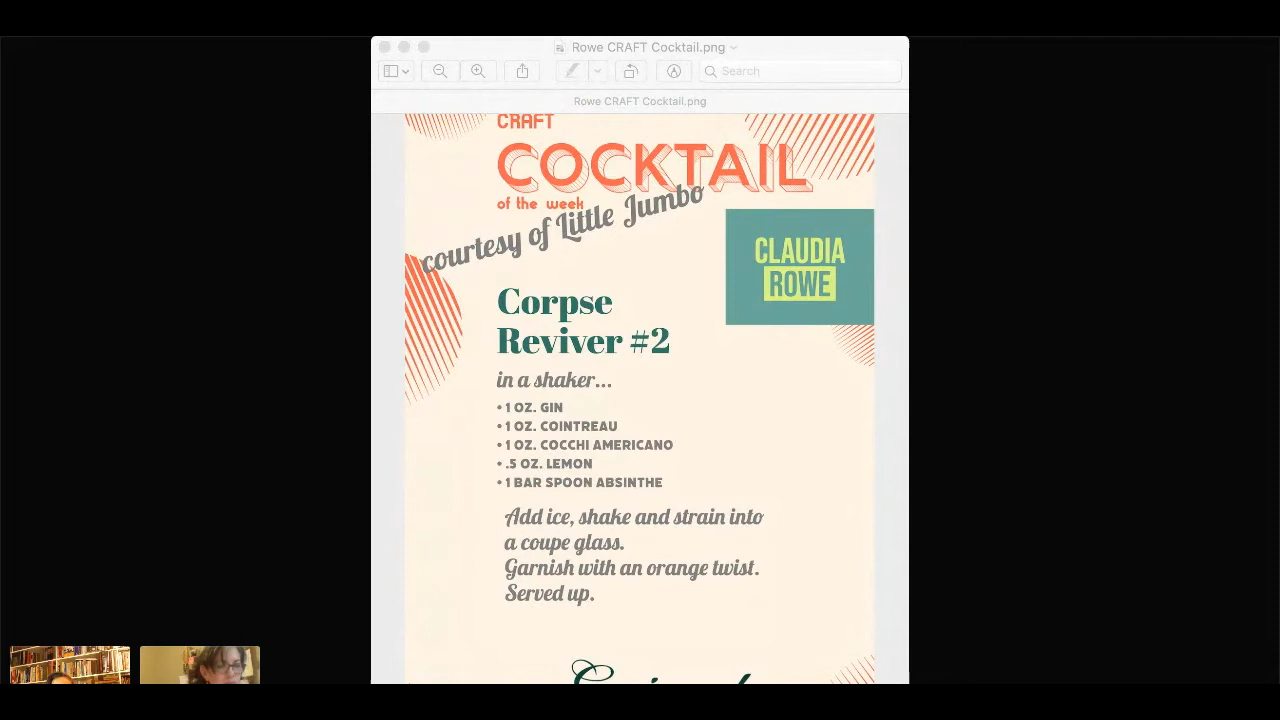 Rowe CRAFT Cocktail.png
Search
Rowe CRAFT Cocktail.png
CRAFT
COCKTAIL
of the week
courtesy of Little Jumbo
CLAUDIA
ROWE
Corpse
Reviver #2
in a shaker...
• 1 OZ. GIN
• 1 OZ. COINTREAU
• 1 OZ. COCCHI AMERICANO
• .5 OZ. LEMON
• 1 BAR SPOON ABSINTHE
Add ice, shake and strain into
a coupe glass.
Garnish with an orange twist.
Served up.